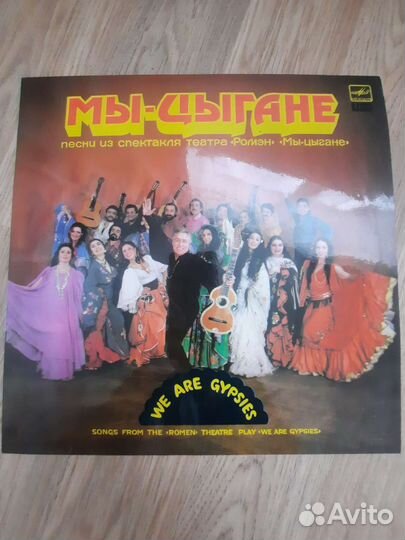 МЫ-ЦЫГАНЕ
песни из спектакля театра «Ромэн» «Мы-цыгане»
WE ARE GYPSIES
SONGS FROM THE «ROMEN» THEATRE PLAY «WE ARE GYPSIES»
Avito